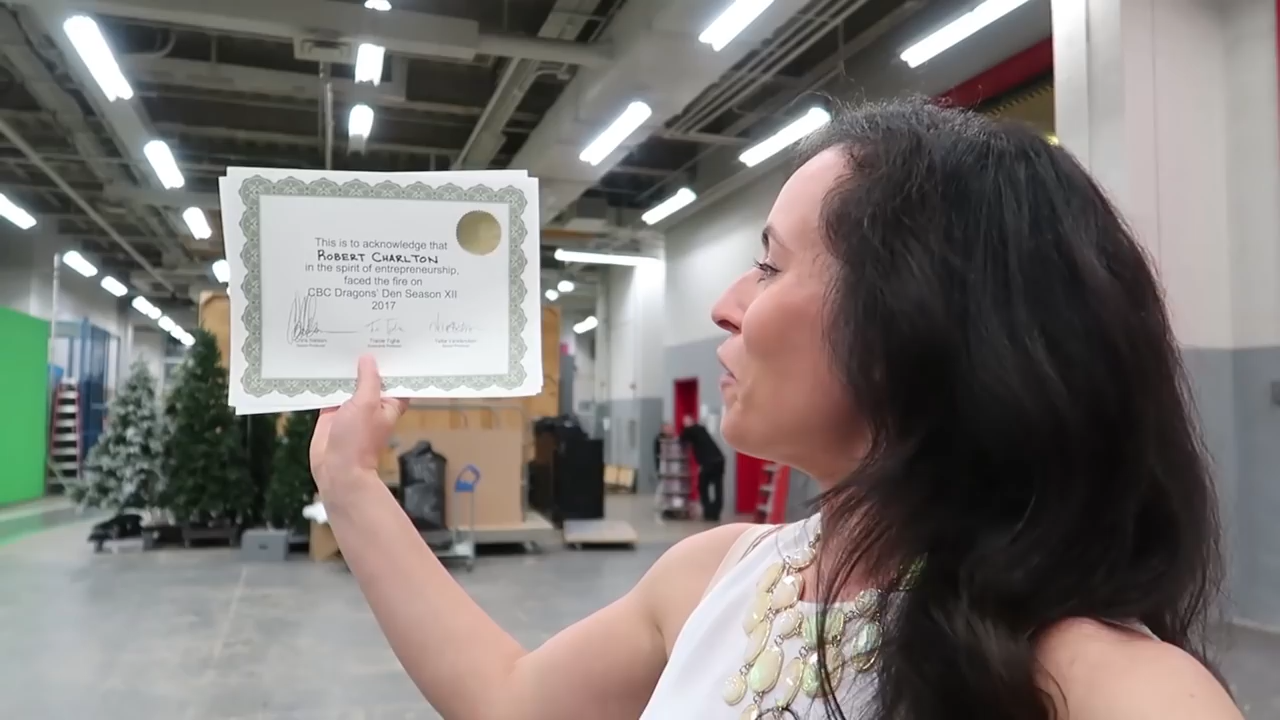 This is to acknowledge that
ROBERT CHARLTON
in the spirit of entrepreneurship,
faced the fire on
CBC Dragons' Den Season XII
2017